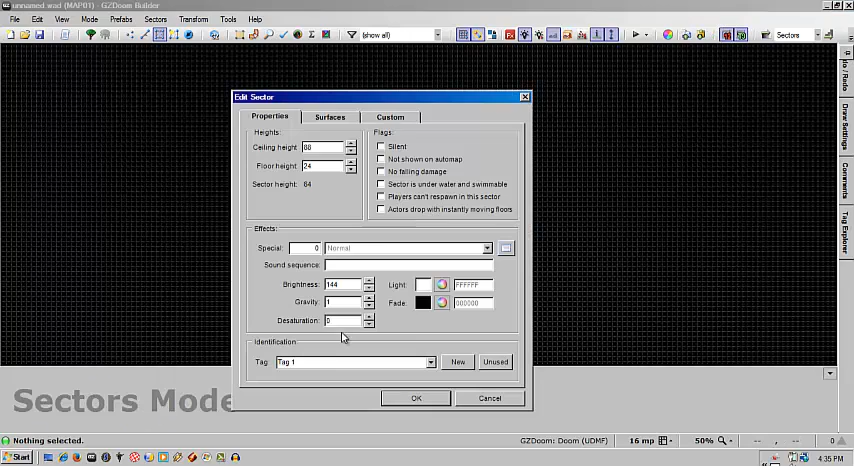 unnamed.wad (MAP01) - GZDoom Builder
File Edit View Mode Prefabs Sectors Transform Tools Help
(show all)
Sectors
Draw Settings
Comments
Tag Explorer
Edit Sector
Properties Surfaces Custom
Heights:
Ceiling height 88
Floor height 24
Sector height: 64
Flags:
Silent
Not shown on automap
No falling damage
Sector is under water and swimmable
Players can't respawn in this sector
Actors drop with instantly moving floors
Effects:
Special: 0 Normal
Sound sequence:
Brightness: 144 Light: FFFFFF
Gravity: 1 Fade: 000000
Desaturation: 0
Identification
Tag Tag 1 New Unused
OK Cancel
Sectors Mode
Nothing selected.
GZDoom: Doom (UDMF) 16 mp 50% -- , -- 0
Start
4:35 PM